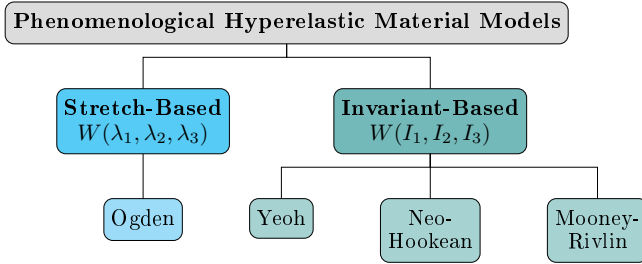 Phenomenological Hyperelastic Material Models
Stretch-Based
W(λ₁, λ₂, λ₃)
Invariant-Based
W(I₁, I₂, I₃)
Ogden
Yeoh
Neo-
Hookean
Mooney-
Rivlin